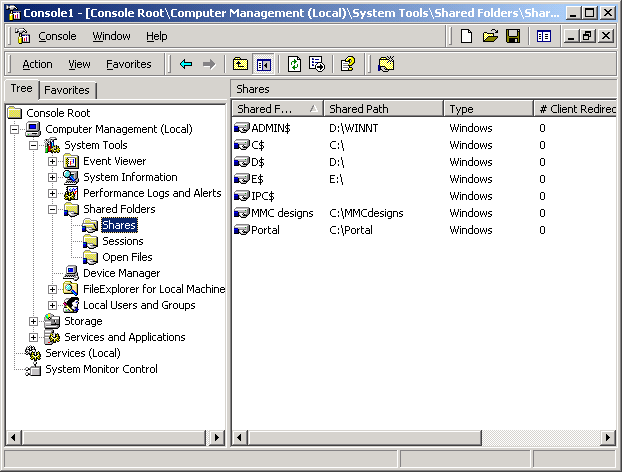 Console1 - [Console Root\Computer Management (Local)\System Tools\Shared Folders\Shar...
Console Window Help
Action View Favorites
Tree Favorites
Shares
Console Root
Computer Management (Local)
System Tools
Event Viewer
System Information
Performance Logs and Alerts
Shared Folders
Shares
Sessions
Open Files
Device Manager
FileExplorer for Local Machine
Local Users and Groups
Storage
Services and Applications
Services (Local)
System Monitor Control
Shared F... Shared Path Type # Client Redirec
ADMIN$ D:\WINNT Windows 0
C$ C:\ Windows 0
D$ D:\ Windows 0
E$ E:\ Windows 0
IPC$ Windows 0
MMC designs C:\MMCdesigns Windows 0
Portal C:\Portal Windows 0